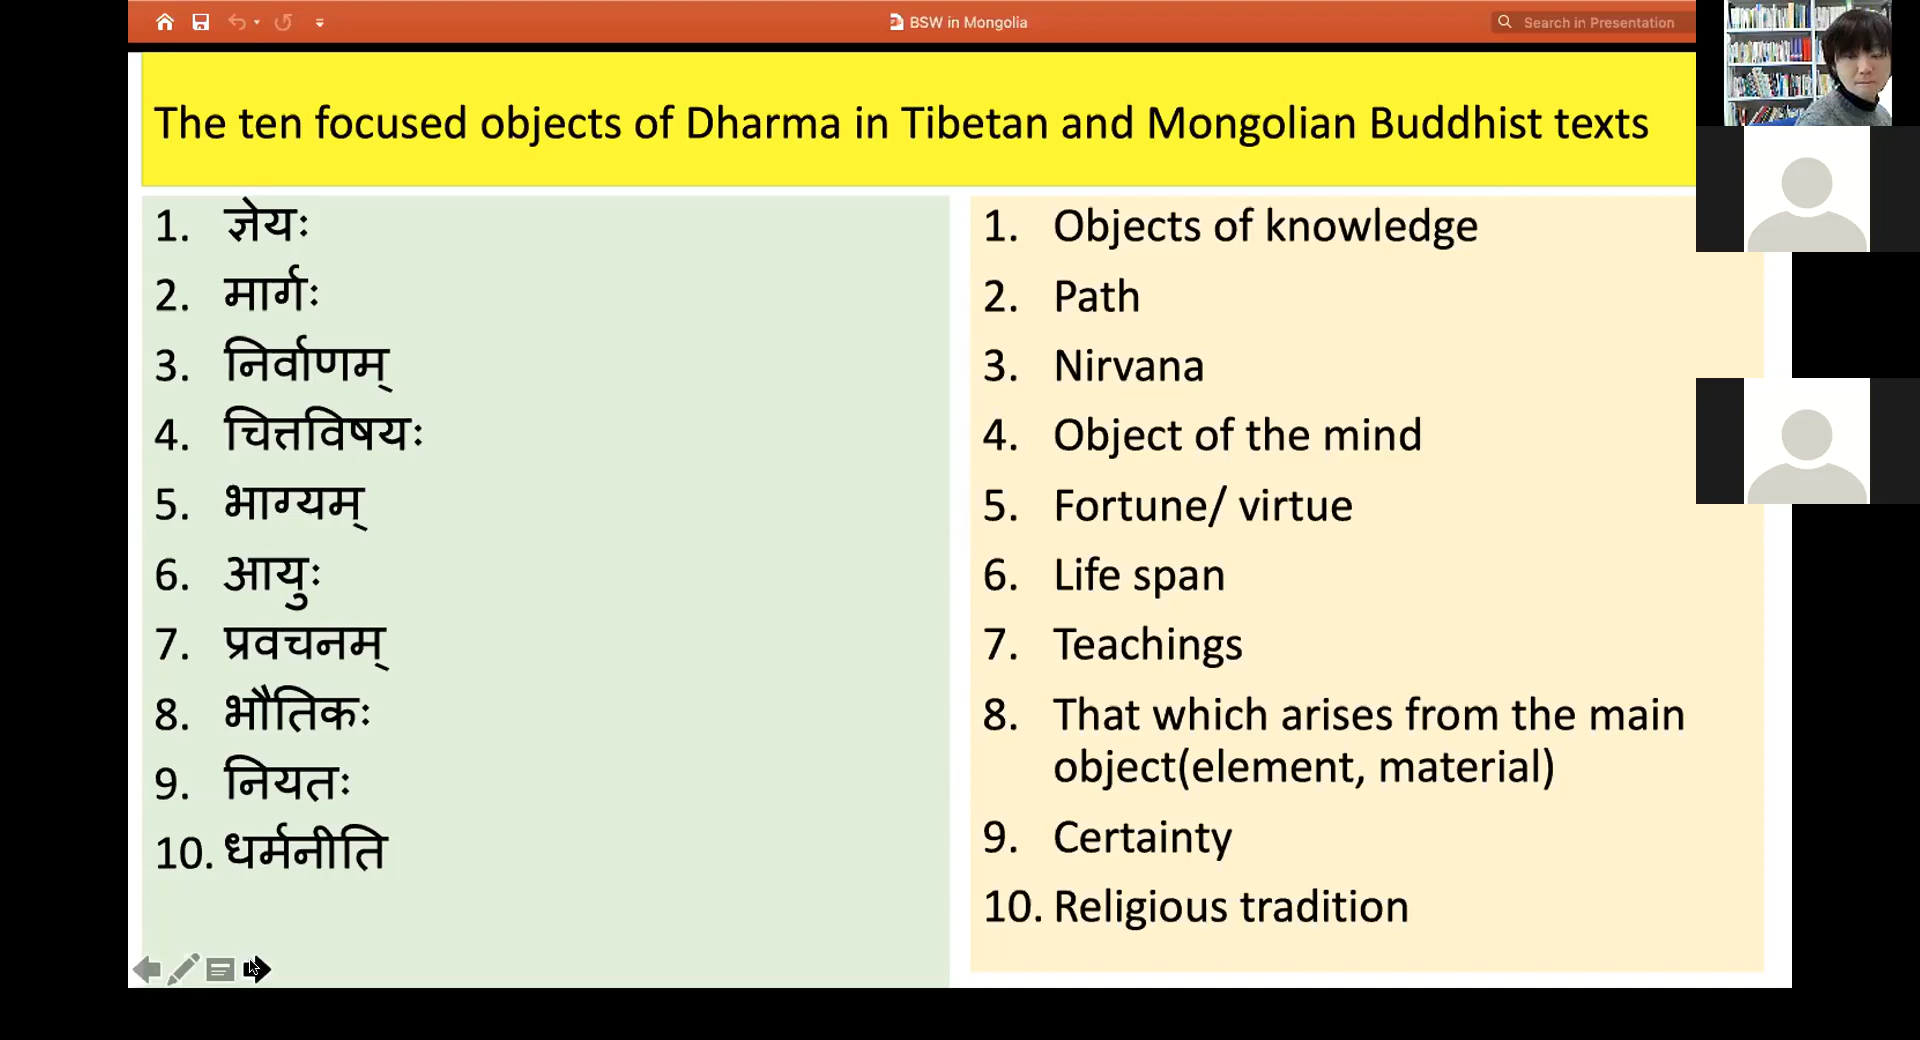 BSW in Mongolia
Search in Presentation
The ten focused objects of Dharma in Tibetan and Mongolian Buddhist texts
1. ज्ञेयः
2. मार्गः
3. निर्वाणम्
4. चित्तविषयः
5. भाग्यम्
6. आयुः
7. प्रवचनम्
8. भौतिकः
9. नियतः
10. धर्मनीति
1. Objects of knowledge
2. Path
3. Nirvana
4. Object of the mind
5. Fortune/ virtue
6. Life span
7. Teachings
8. That which arises from the main
object(element, material)
9. Certainty
10. Religious tradition